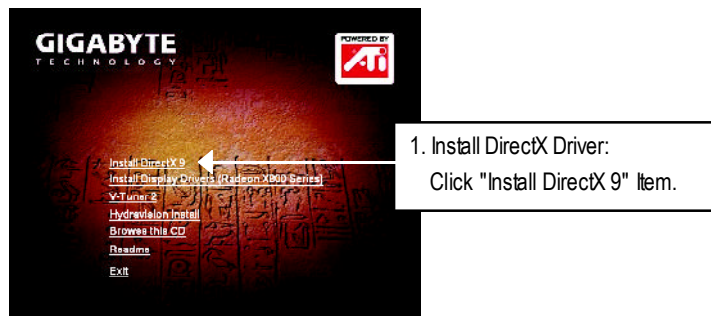 GIGABYTE
TECHNOLOGY
POWERED BY
ATi
Install DirectX 9
Install Display Drivers (Radeon X800 Series)
V-Tuner 2
Hydravision Install
Browse this CD
Readme
Exit
1. Install DirectX Driver:
Click "Install DirectX 9" Item.